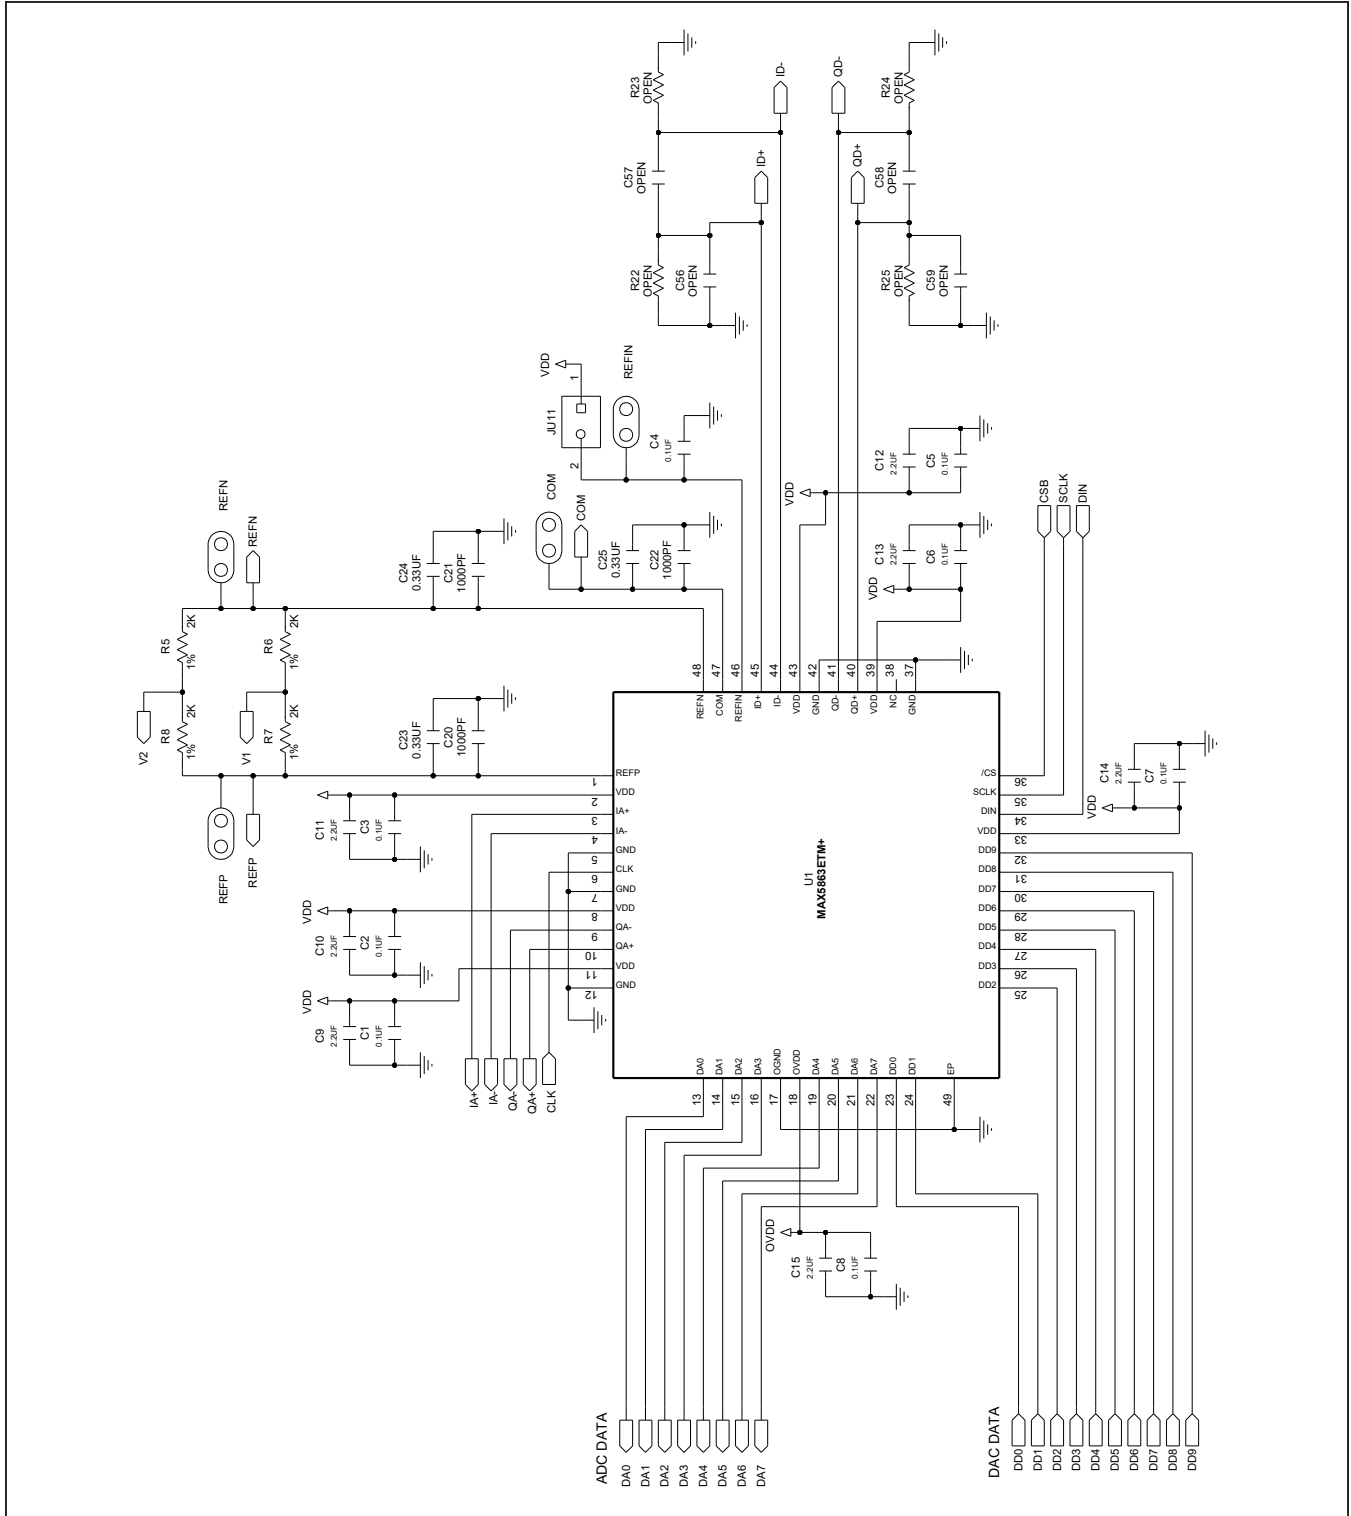 R23
OPEN
ID-
QD-
R24
OPEN
C57
OPEN
ID+
QD+
C58
OPEN
R22
OPEN
C56
OPEN
R25
OPEN
C59
OPEN
VDD
1
JU11
2
REFIN
C4
0.1UF
COM
COM
C25
0.33UF
C22
1000PF
VDD
C12
2.2UF
C5
0.1UF
VDD
C13
2.2UF
C6
0.1UF
CSB
SCLK
DIN
REFN
REFN
C24
0.33UF
C21
1000PF
R5
2K
1%
R6
2K
1%
V2
V1
R8
2K
1%
R7
2K
1%
C23
0.33UF
C20
1000PF
REFP
REFP
C11
2.2UF
C3
0.1UF
VDD
C10
2.2UF
C2
0.1UF
VDD
C9
2.2UF
C1
0.1UF
IA+
IA-
QA-
QA+
CLK
48 REFN
47 COM
46 REFIN
45 ID+
44 ID-
43 VDD
42 GND
41 QD-
40 QD+
39 VDD
38 NC
37 GND
1 REFP
2 VDD
3 IA+
4 IA-
5 GND
6 CLK
7 GND
8 VDD
9 QA-
10 QA+
11 VDD
12 GND
U1
MAX5863ETM+
/CS 36
SCLK 35
DIN 34
VDD 33
DD9 32
DD8 31
DD7 30
DD6 29
DD5 28
DD4 27
DD3 26
DD2 25
VDD
C14
2.2UF
C7
0.1UF
DA0 13
DA1 14
DA2 15
DA3 16
OGND 17
OVDD 18
DA4 19
DA5 20
DA6 21
DA7 22
DD0 23
DD1 24
EP 49
OVDD
C15
2.2UF
C8
0.1UF
ADC DATA
DA0
DA1
DA2
DA3
DA4
DA5
DA6
DA7
DAC DATA
DD0
DD1
DD2
DD3
DD4
DD5
DD6
DD7
DD8
DD9